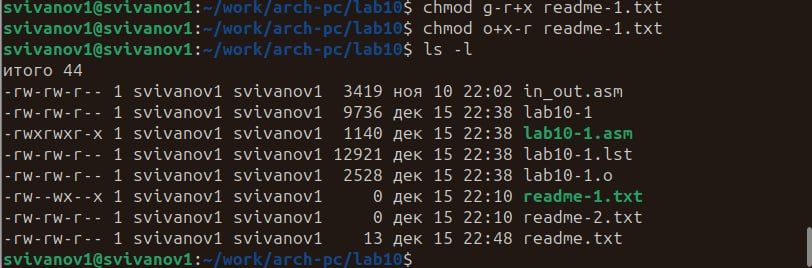 svivanov1@svivanov1:~/work/arch-pc/lab10$ chmod g-r+x readme-1.txt
svivanov1@svivanov1:~/work/arch-pc/lab10$ chmod o+x-r readme-1.txt
svivanov1@svivanov1:~/work/arch-pc/lab10$ ls -l
итого 44
-rw-rw-r-- 1 svivanov1 svivanov1  3419 ноя 10 22:02 in_out.asm
-rw-rw-r-- 1 svivanov1 svivanov1  9736 дек 15 22:38 lab10-1
-rwxrwxr-x 1 svivanov1 svivanov1  1140 дек 15 22:38 lab10-1.asm
-rw-rw-r-- 1 svivanov1 svivanov1 12921 дек 15 22:38 lab10-1.lst
-rw-rw-r-- 1 svivanov1 svivanov1  2528 дек 15 22:38 lab10-1.o
-rw--wx--x 1 svivanov1 svivanov1     0 дек 15 22:10 readme-1.txt
-rw-rw-r-- 1 svivanov1 svivanov1     0 дек 15 22:10 readme-2.txt
-rw-rw-r-- 1 svivanov1 svivanov1    13 дек 15 22:48 readme.txt
svivanov1@svivanov1:~/work/arch-pc/lab10$